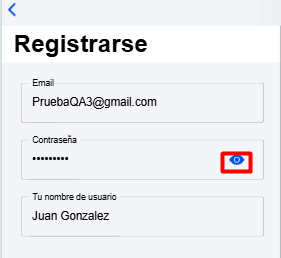 Registrarse
Email
PruebaQA3@gmail.com
Contraseña
•••••••••
Tu nombre de usuario
Juan Gonzalez